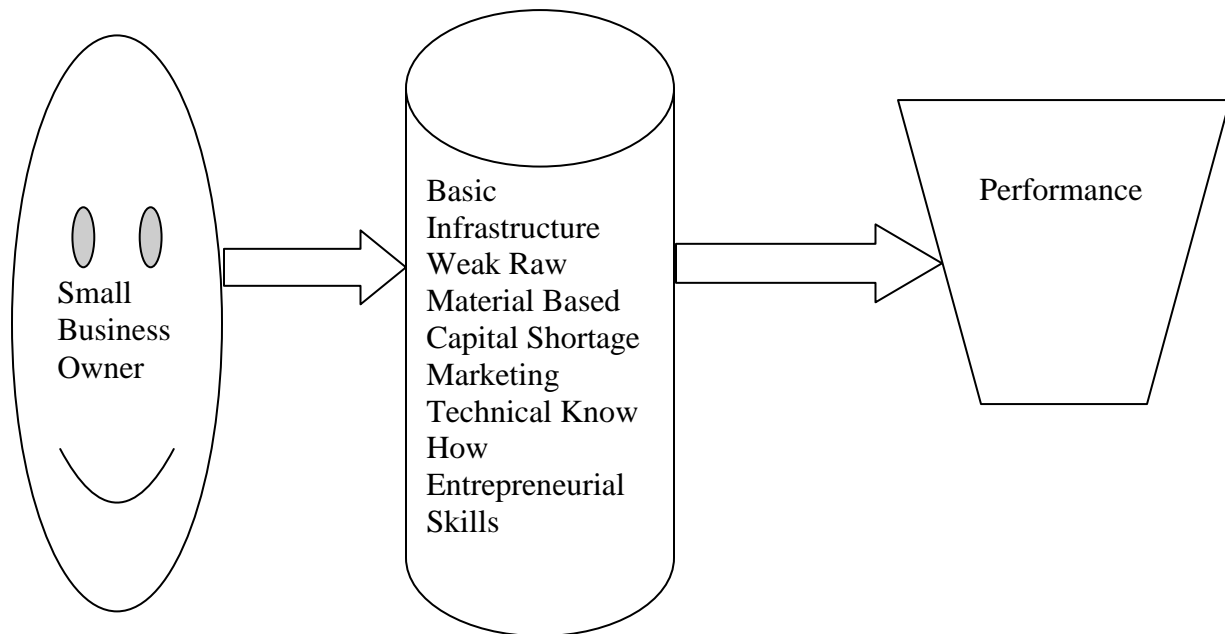 Small
Business
Owner
Basic
Infrastructure
Weak Raw
Material Based
Capital Shortage
Marketing
Technical Know
How
Entrepreneurial
Skills
Performance